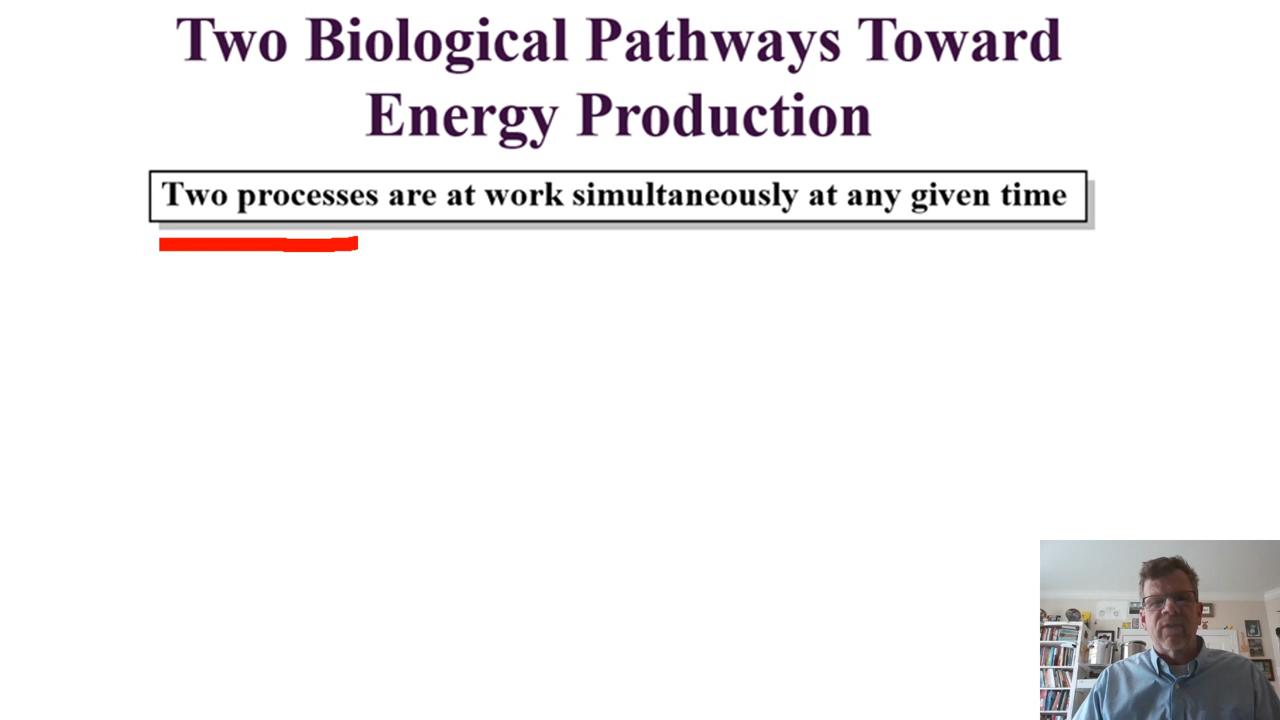 Two Biological Pathways Toward
Energy Production
Two processes are at work simultaneously at any given time